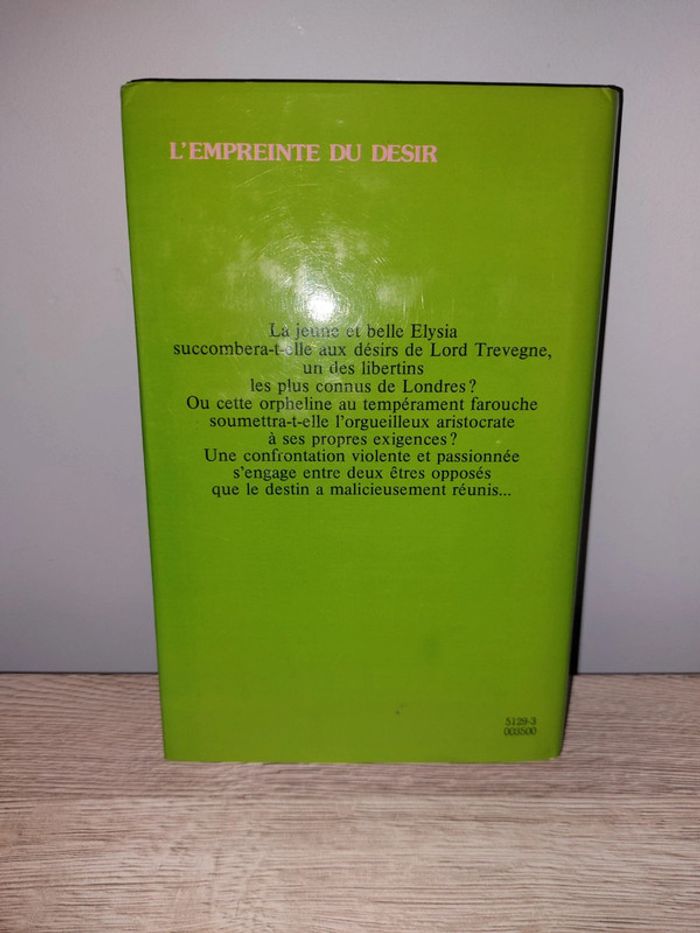 L'EMPREINTE DU DESIR
La jeune et belle Elysia
succombera-t-elle aux désirs de Lord Trevegne,
un des libertins
les plus connus de Londres ?
Ou cette orpheline au tempérament farouche
soumettra-t-elle l'orgueilleux aristocrate
à ses propres exigences ?
Une confrontation violente et passionnée
s'engage entre deux êtres opposés
que le destin a malicieusement réunis...
5129-3
003500